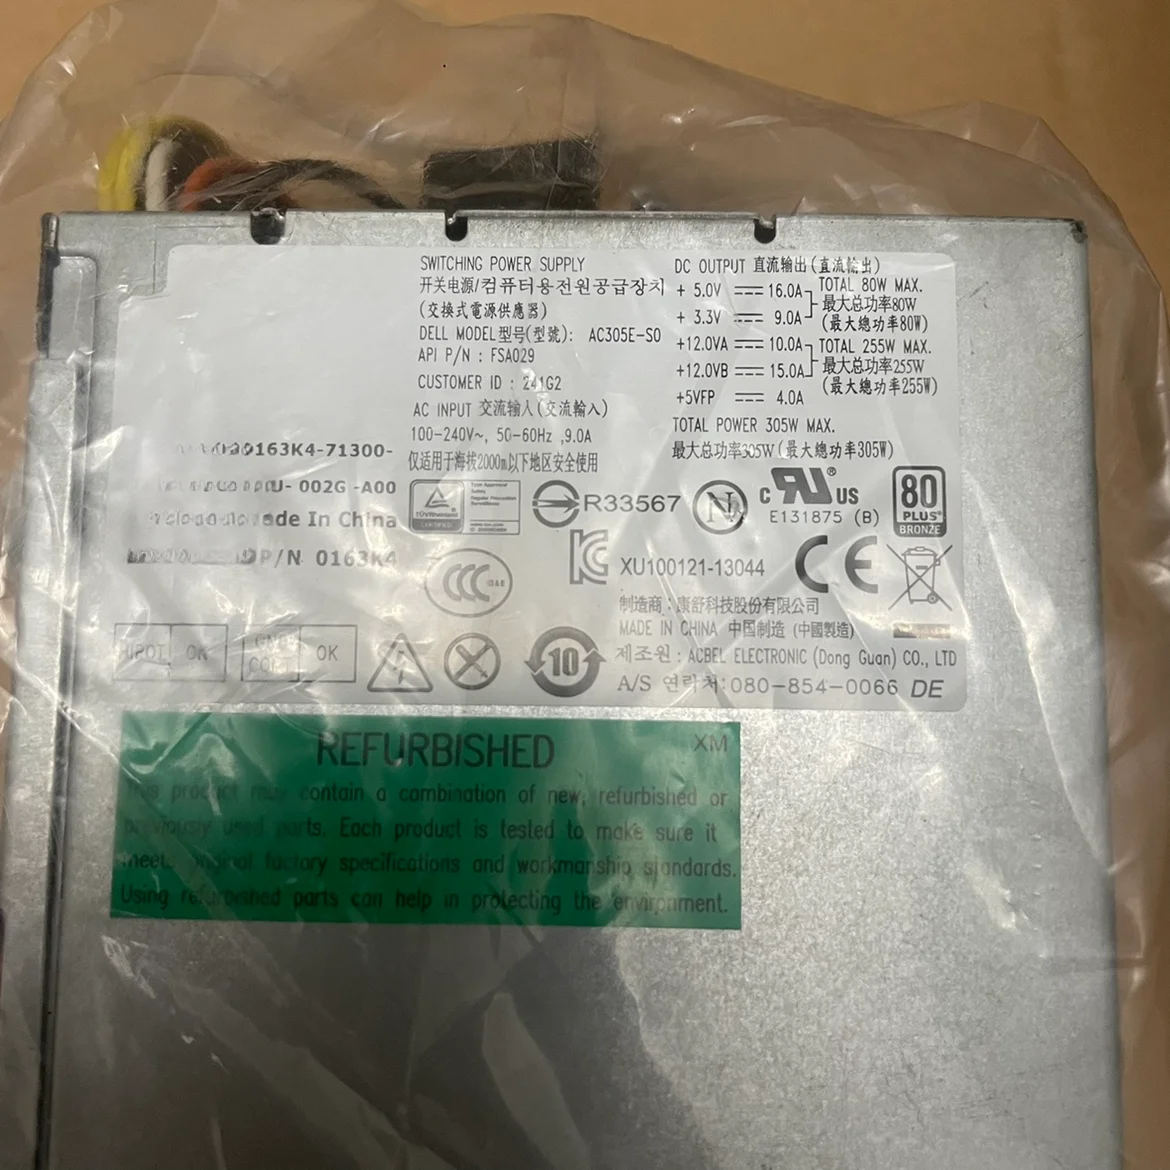 SWITCHING POWER SUPPLY
开关电源/컴퓨터용전원공급장치
(交換式電源供應器)
DELL MODEL型号(型號): AC305E-S0
API P/N : FSA029
CUSTOMER ID : 241G2
AC INPUT 交流输入(交流輸入)
100-240V~, 50-60Hz ,9.0A
仅适用于海拔2000m以下地区安全使用
DC OUTPUT 直流输出(直流輸出)
+ 5.0V 16.0A TOTAL 80W MAX.
最大总功率80W
+ 3.3V 9.0A (最大總功率80W)
+12.0VA 10.0A TOTAL 255W MAX.
最大总功率255W
+12.0VB 15.0A (最大總功率255W)
+5VFP 4.0A
TOTAL POWER 305W MAX.
最大总功率305W (最大總功率305W)
0163K4-71300-
002G -A00
Made In China
P/N 0163K4
R33567
N
c RU® US
E131875 (B)
80
PLUS
BRONZE
CCC S&E
KC
XU100121-13044
CE
制造商：康舒科技股份有限公司
MADE IN CHINA 中国制造 (中國製造)
제조원 : ACBEL ELECTRONIC (Dong Guan) CO., LTD
A/S 연락처:080-854-0066 DE
HIPOT OK
OK
10
REFURBISHED XM
This product may contain a combination of new, refurbished or
previously used parts. Each product is tested to make sure it
meets original factory specifications and workmanship standards.
Using refurbished parts can help in protecting the environment.